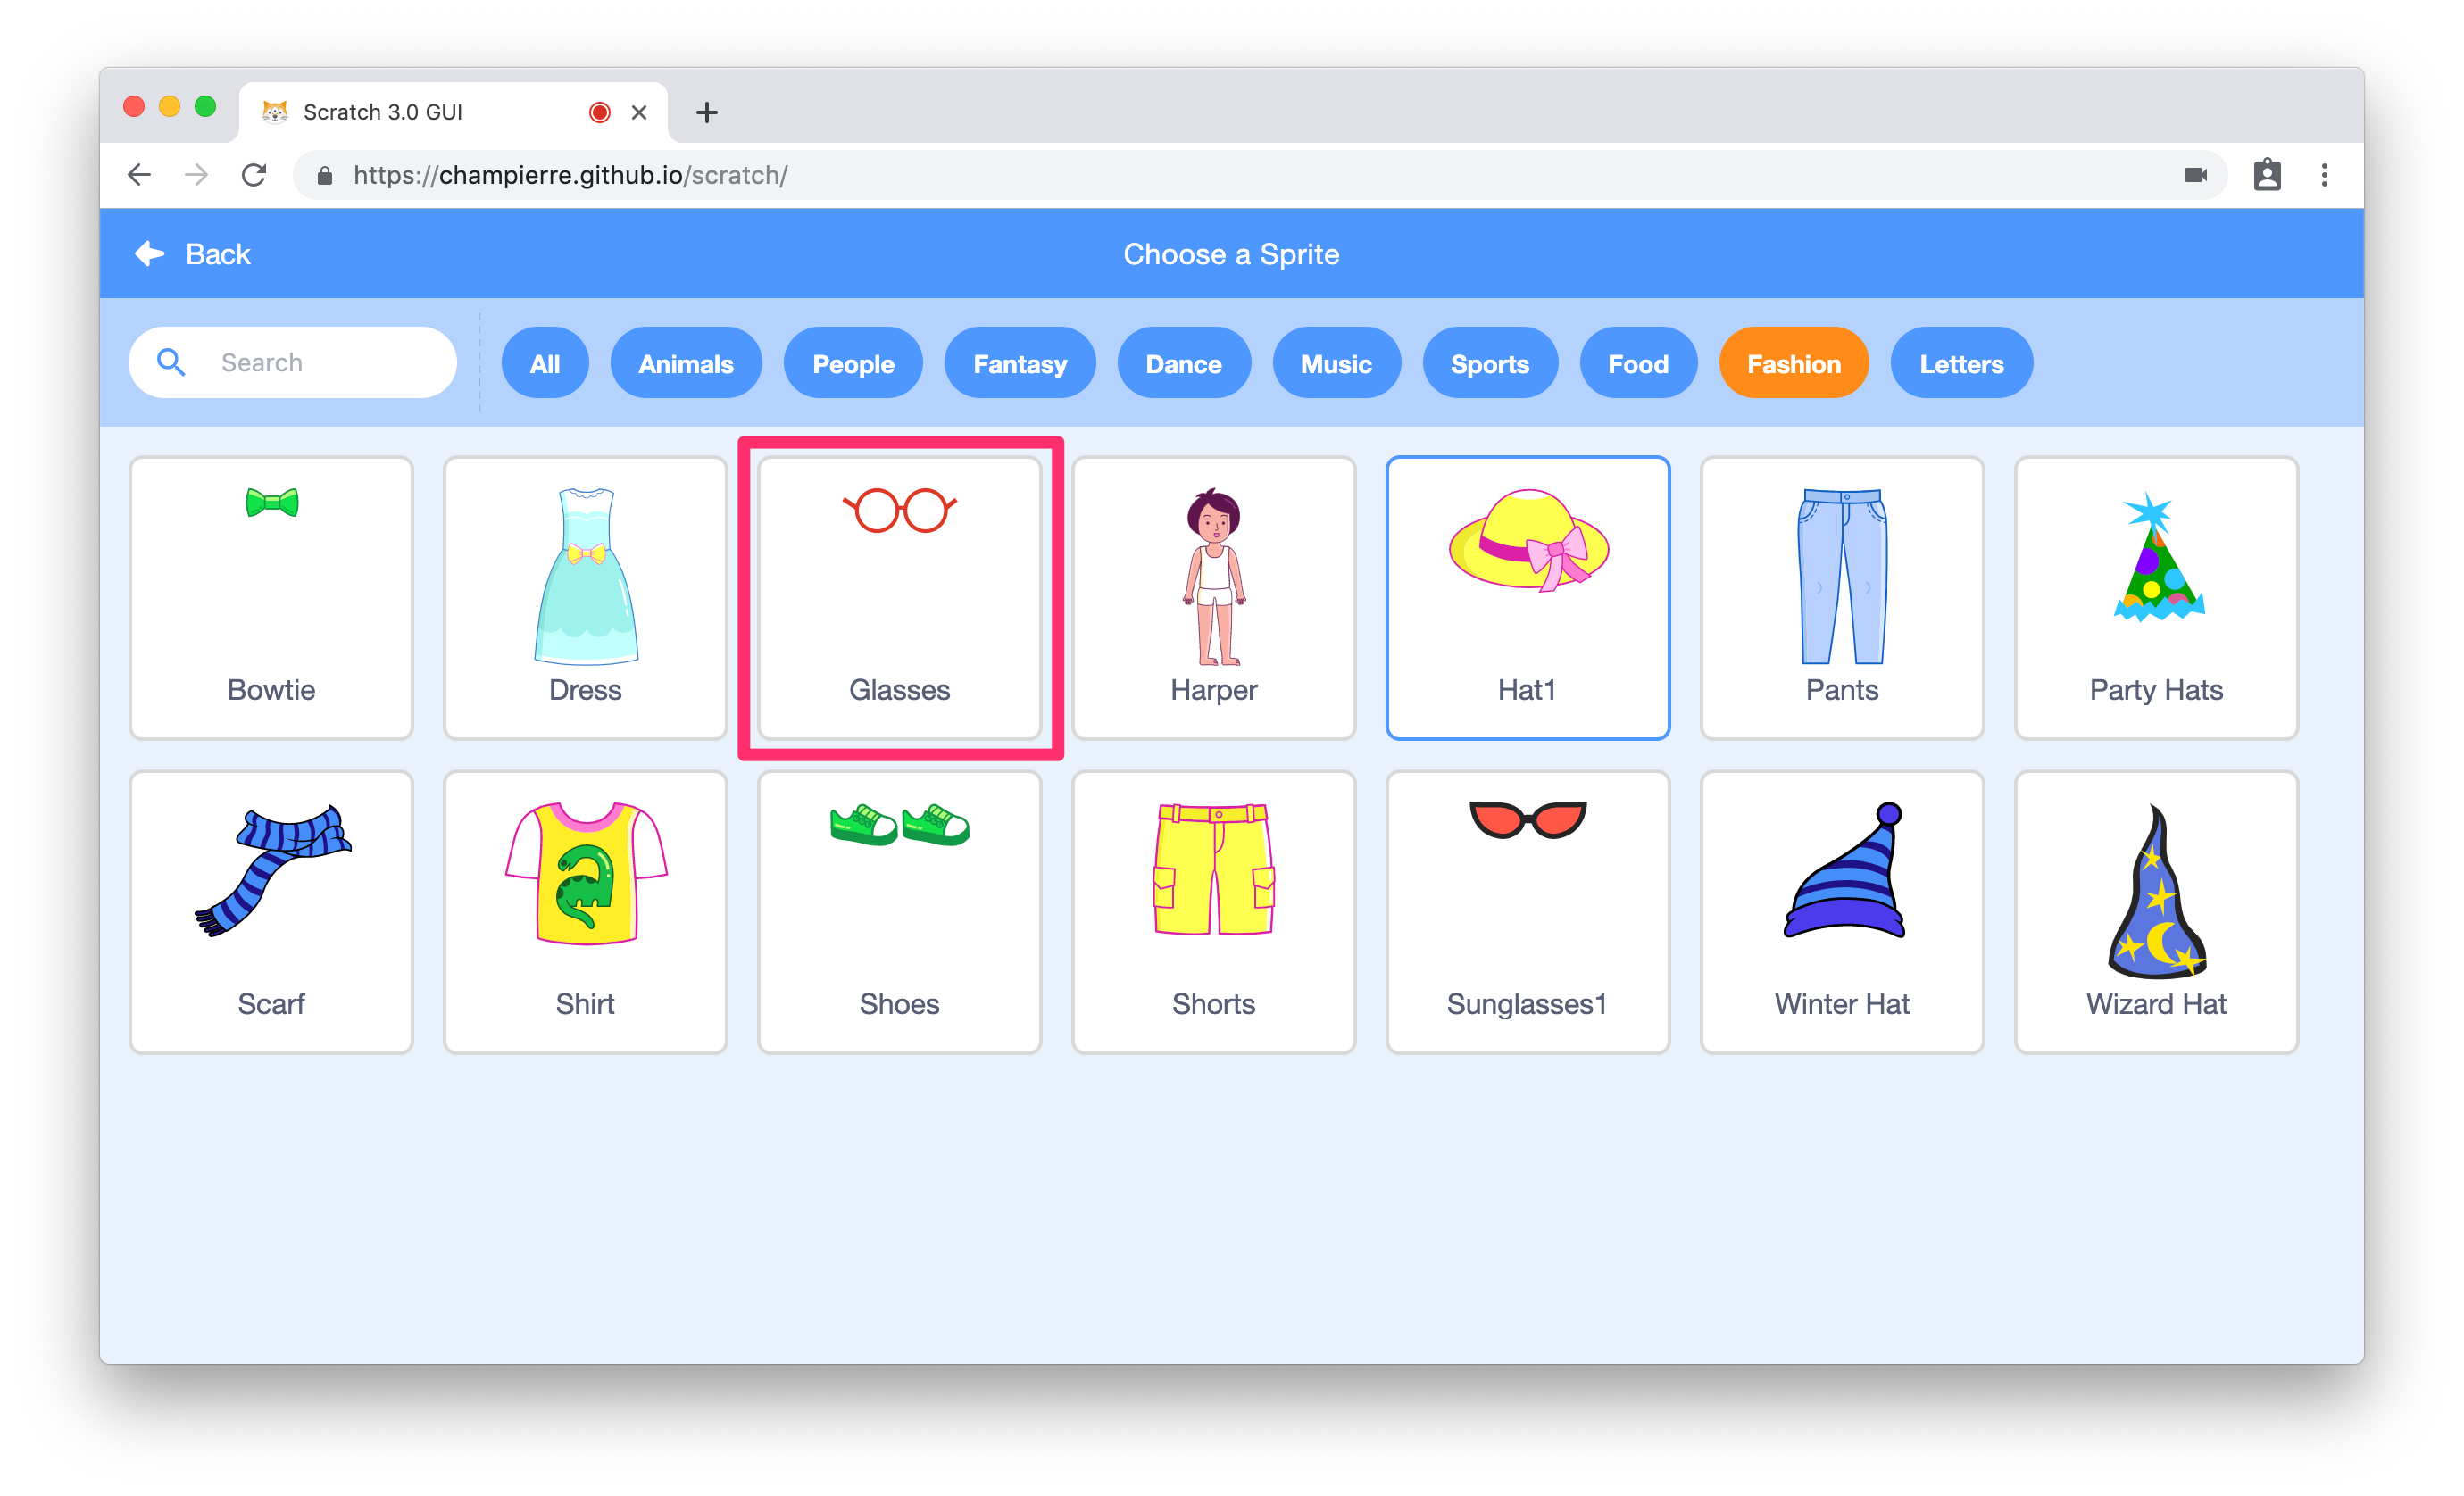 Scratch 3.0 GUI
https://champierre.github.io/scratch/
Back
Choose a Sprite
Search
All
Animals
People
Fantasy
Dance
Music
Sports
Food
Fashion
Letters
Bowtie
Dress
Glasses
Harper
Hat1
Pants
Party Hats
Scarf
Shirt
Shoes
Shorts
Sunglasses1
Winter Hat
Wizard Hat